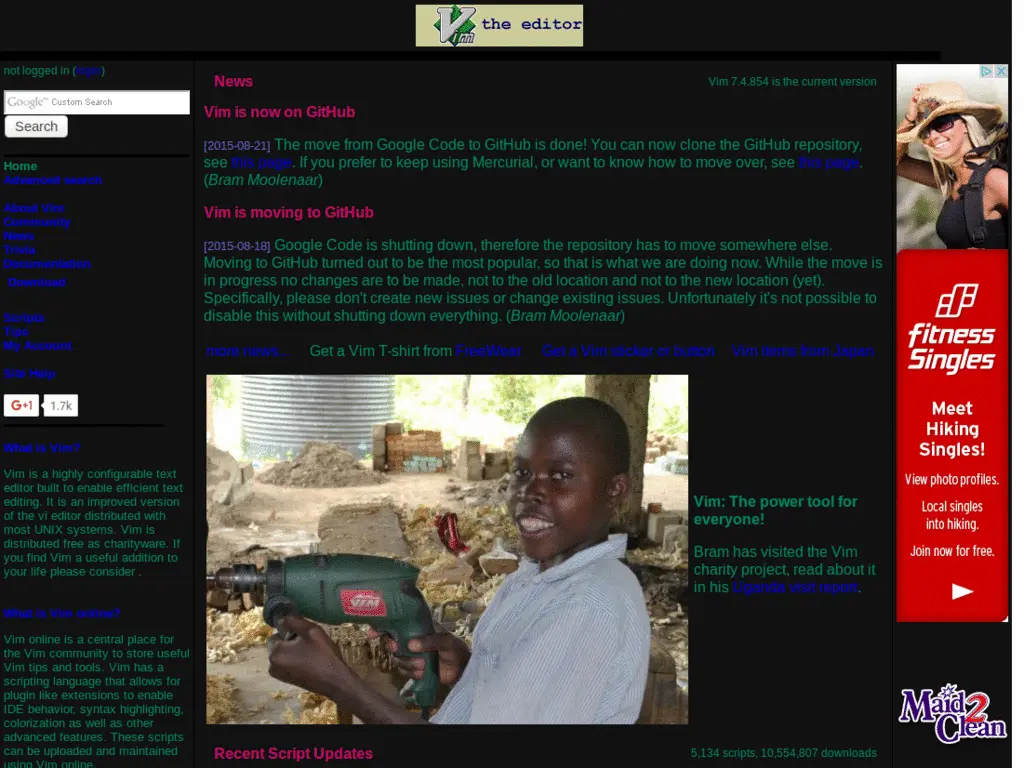 Vim the editor
not logged in (login)
Google™ Custom Search
Search
Home
Advanced search
About Vim
Community
News
Trivia
Documentation
Download
Scripts
Tips
My Account
Site Help
G+1 1.7k
What is Vim?
Vim is a highly configurable text
editor built to enable efficient text
editing. It is an improved version
of the vi editor distributed with
most UNIX systems. Vim is
distributed free as charityware. If
you find Vim a useful addition to
your life please consider .
What is Vim online?
Vim online is a central place for
the Vim community to store useful
Vim tips and tools. Vim has a
scripting language that allows for
plugin like extensions to enable
IDE behavior, syntax highlighting,
colorization as well as other
advanced features. These scripts
can be uploaded and maintained
using Vim online.
News
Vim 7.4.854 is the current version
Vim is now on GitHub
[2015-08-21] The move from Google Code to GitHub is done! You can now clone the GitHub repository,
see this page. If you prefer to keep using Mercurial, or want to know how to move over, see this page.
(Bram Moolenaar)
Vim is moving to GitHub
[2015-08-18] Google Code is shutting down, therefore the repository has to move somewhere else.
Moving to GitHub turned out to be the most popular, so that is what we are doing now. While the move is
in progress no changes are to be made, not to the old location and not to the new location (yet).
Specifically, please don't create new issues or change existing issues. Unfortunately it's not possible to
disable this without shutting down everything. (Bram Moolenaar)
more news... Get a Vim T-shirt from FreeWear Get a Vim sticker or button Vim items from Japan
VIM
Vim: The power tool for
everyone!
Bram has visited the Vim
charity project, read about it
in his Uganda visit report.
Recent Script Updates
5,134 scripts, 10,554,807 downloads
fitness
Singles
Meet
Hiking
Singles!
View photo profiles.
Local singles
into hiking.
Join now for free.
Maid2Clean